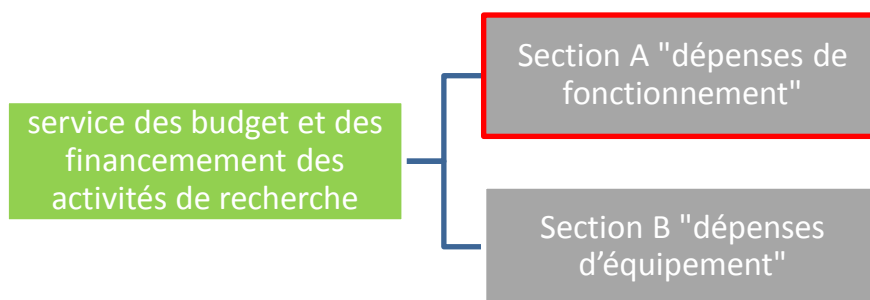 Section A "dépenses de
fonctionnement"
service des budget et des
financemement des
activités de recherche
Section B "dépenses
d’équipement"